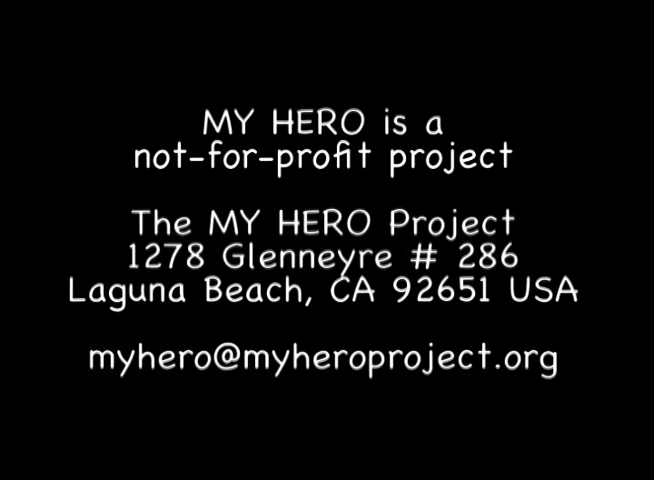 MY HERO is a
not-for-profit project
The MY HERO Project
1278 Glenneyre # 286
Laguna Beach, CA 92651 USA
myhero@myheroproject.org